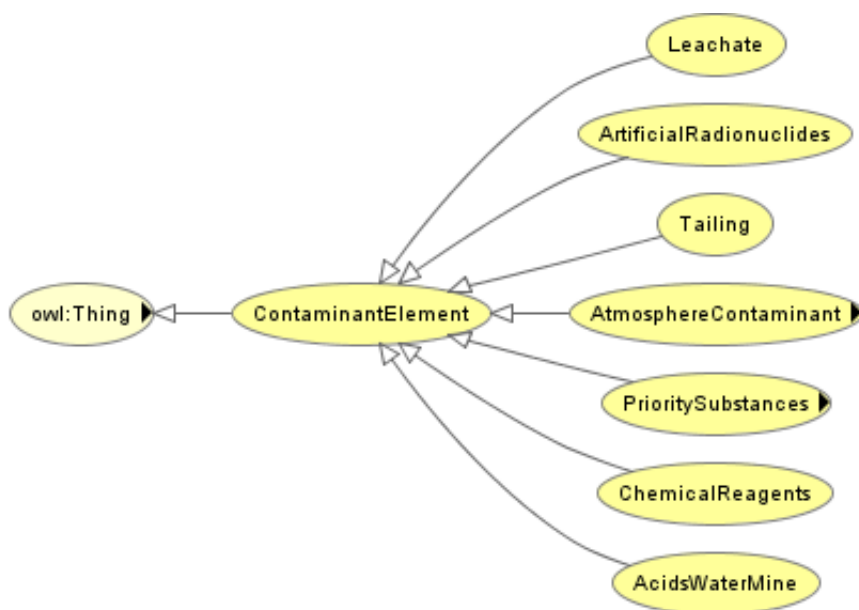 Leachate
ArtificialRadionuclides
Tailing
owl:Thing
ContaminantElement
AtmosphereContaminant
PrioritySubstances
ChemicalReagents
AcidsWaterMine